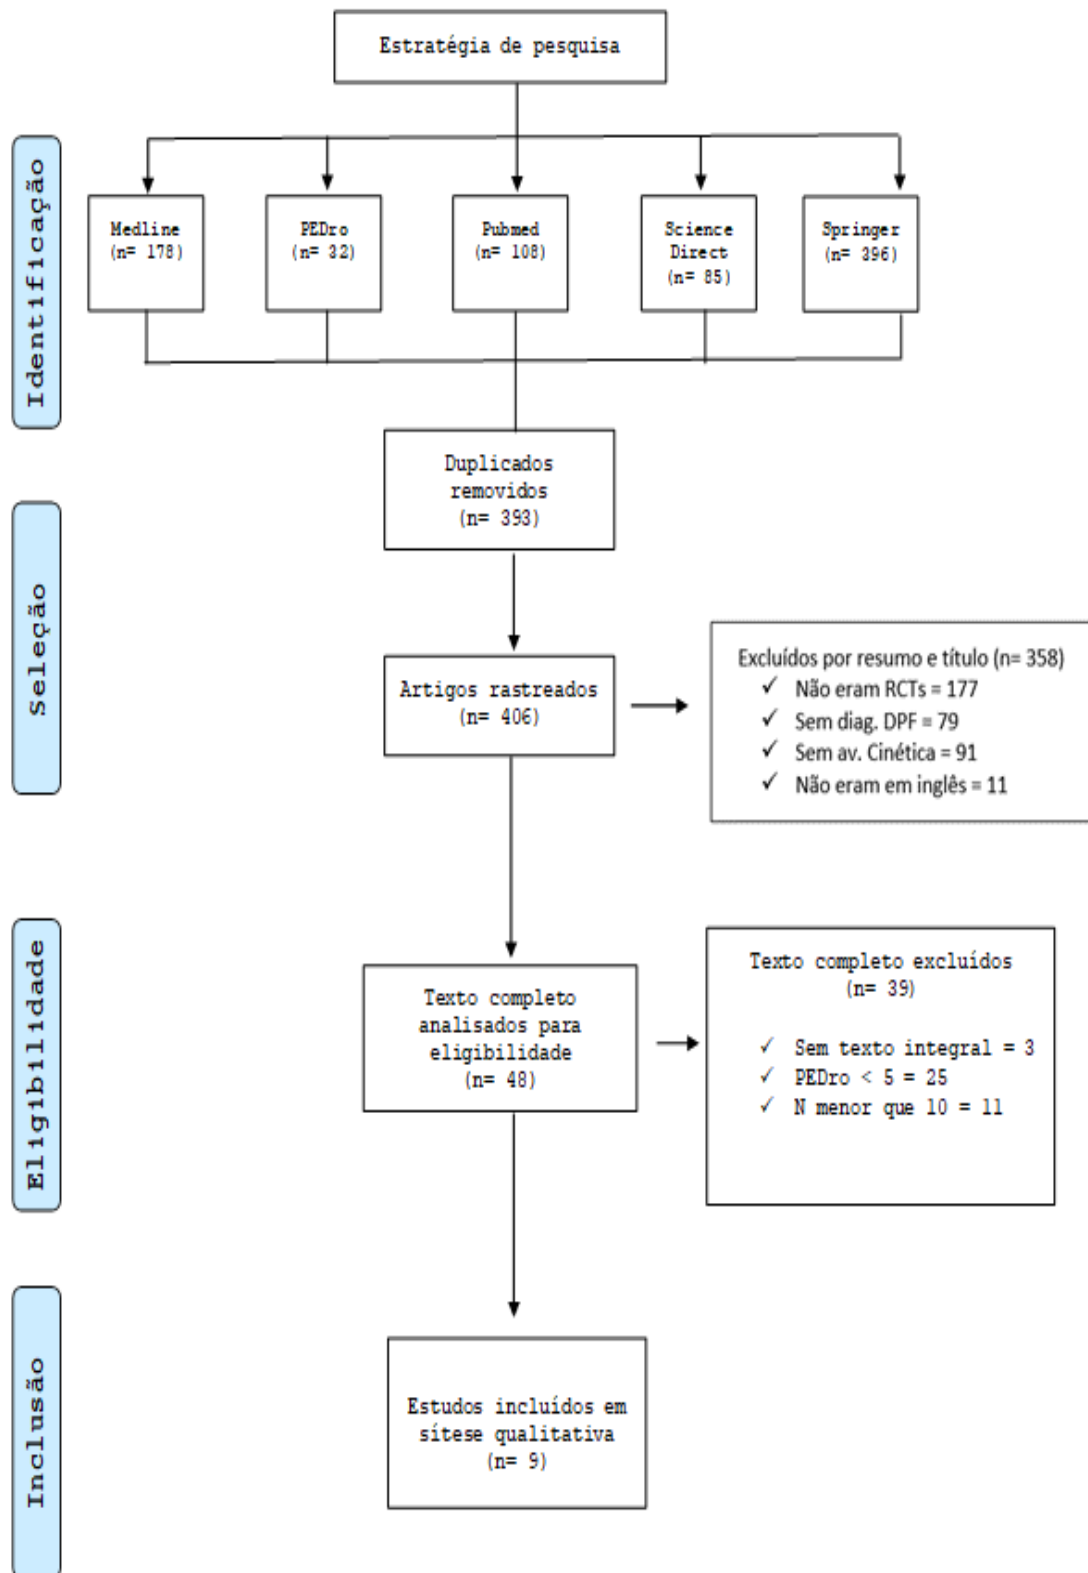 Estratégia de pesquisa
Identificação
Medline
(n= 178)
PEDro
(n= 32)
Pubmed
(n= 108)
Science
Direct
(n= 85)
Springer
(n= 396)
Duplicados
removidos
(n= 393)
Seleção
Artigos rastreados
(n= 406)
Excluídos por resumo e título (n= 358)
✓ Não eram RCTs = 177
✓ Sem diag. DPF = 79
✓ Sem av. Cinética = 91
✓ Não eram em inglês = 11
Eligibilidade
Texto completo
analisados para
eligibilidade
(n= 48)
Texto completo excluídos
(n= 39)
✓ Sem texto integral = 3
✓ PEDro < 5 = 25
✓ N menor que 10 = 11
Inclusão
Estudos incluídos em
sítese qualitativa
(n= 9)